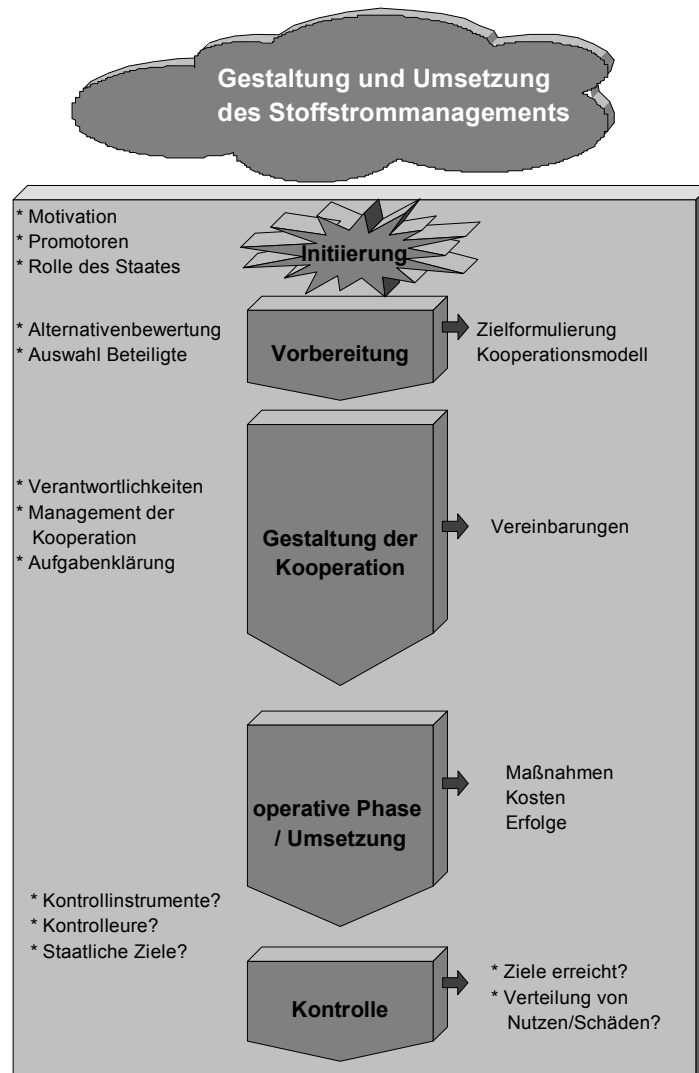 Gestaltung und Umsetzung
des Stoffstrommanagements
* Motivation
* Promotoren
* Rolle des Staates
Initiierung
* Alternativenbewertung
* Auswahl Beteiligte
Vorbereitung
Zielformulierung
Kooperationsmodell
* Verantwortlichkeiten
* Management der
Kooperation
* Aufgabenklärung
Gestaltung der
Kooperation
Vereinbarungen
operative Phase
/ Umsetzung
Maßnahmen
Kosten
Erfolge
* Kontrollinstrumente?
* Kontrolleure?
* Staatliche Ziele?
Kontrolle
* Ziele erreicht?
* Verteilung von
Nutzen/Schäden?